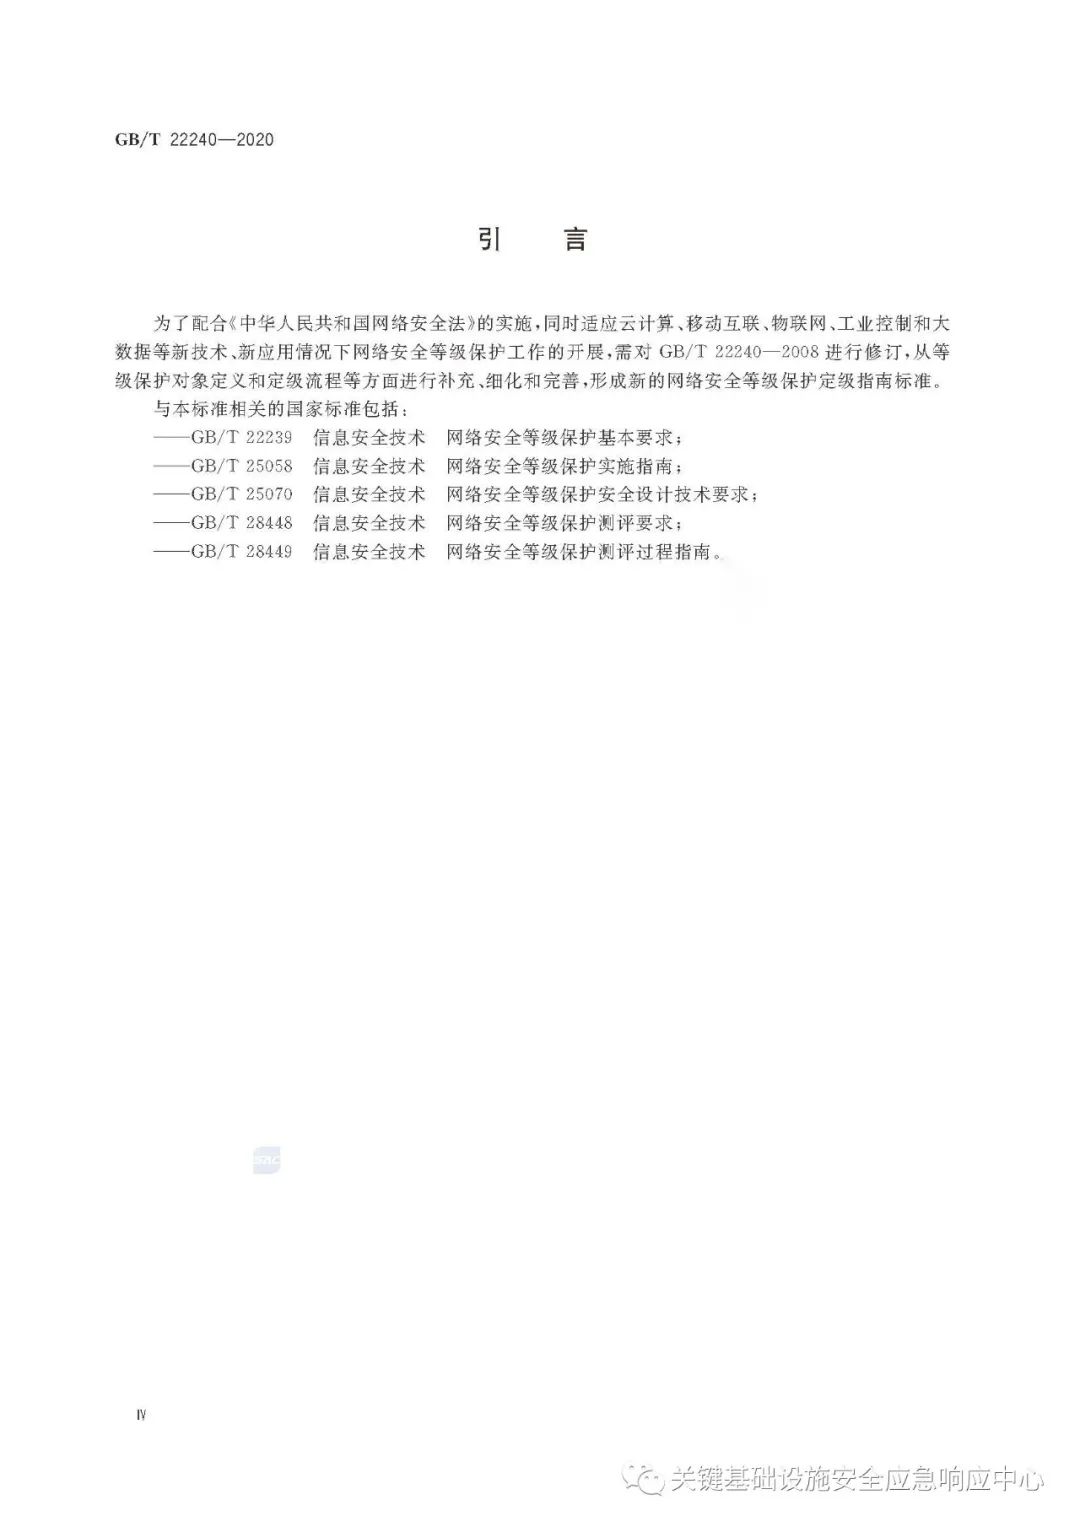 GB/T 22240—2020
引 言
为了配合《中华人民共和国网络安全法》的实施,同时适应云计算、移动互联、物联网、工业控制和大
数据等新技术、新应用情况下网络安全等级保护工作的开展,需对 GB/T 22240—2008 进行修订,从等
级保护对象定义和定级流程等方面进行补充、细化和完善,形成新的网络安全等级保护定级指南标准。
与本标准相关的国家标准包括:
——GB/T 22239 信息安全技术 网络安全等级保护基本要求;
——GB/T 25058 信息安全技术 网络安全等级保护实施指南;
——GB/T 25070 信息安全技术 网络安全等级保护安全设计技术要求;
——GB/T 28448 信息安全技术 网络安全等级保护测评要求;
——GB/T 28449 信息安全技术 网络安全等级保护测评过程指南。
Ⅳ
关键基础设施安全应急响应中心